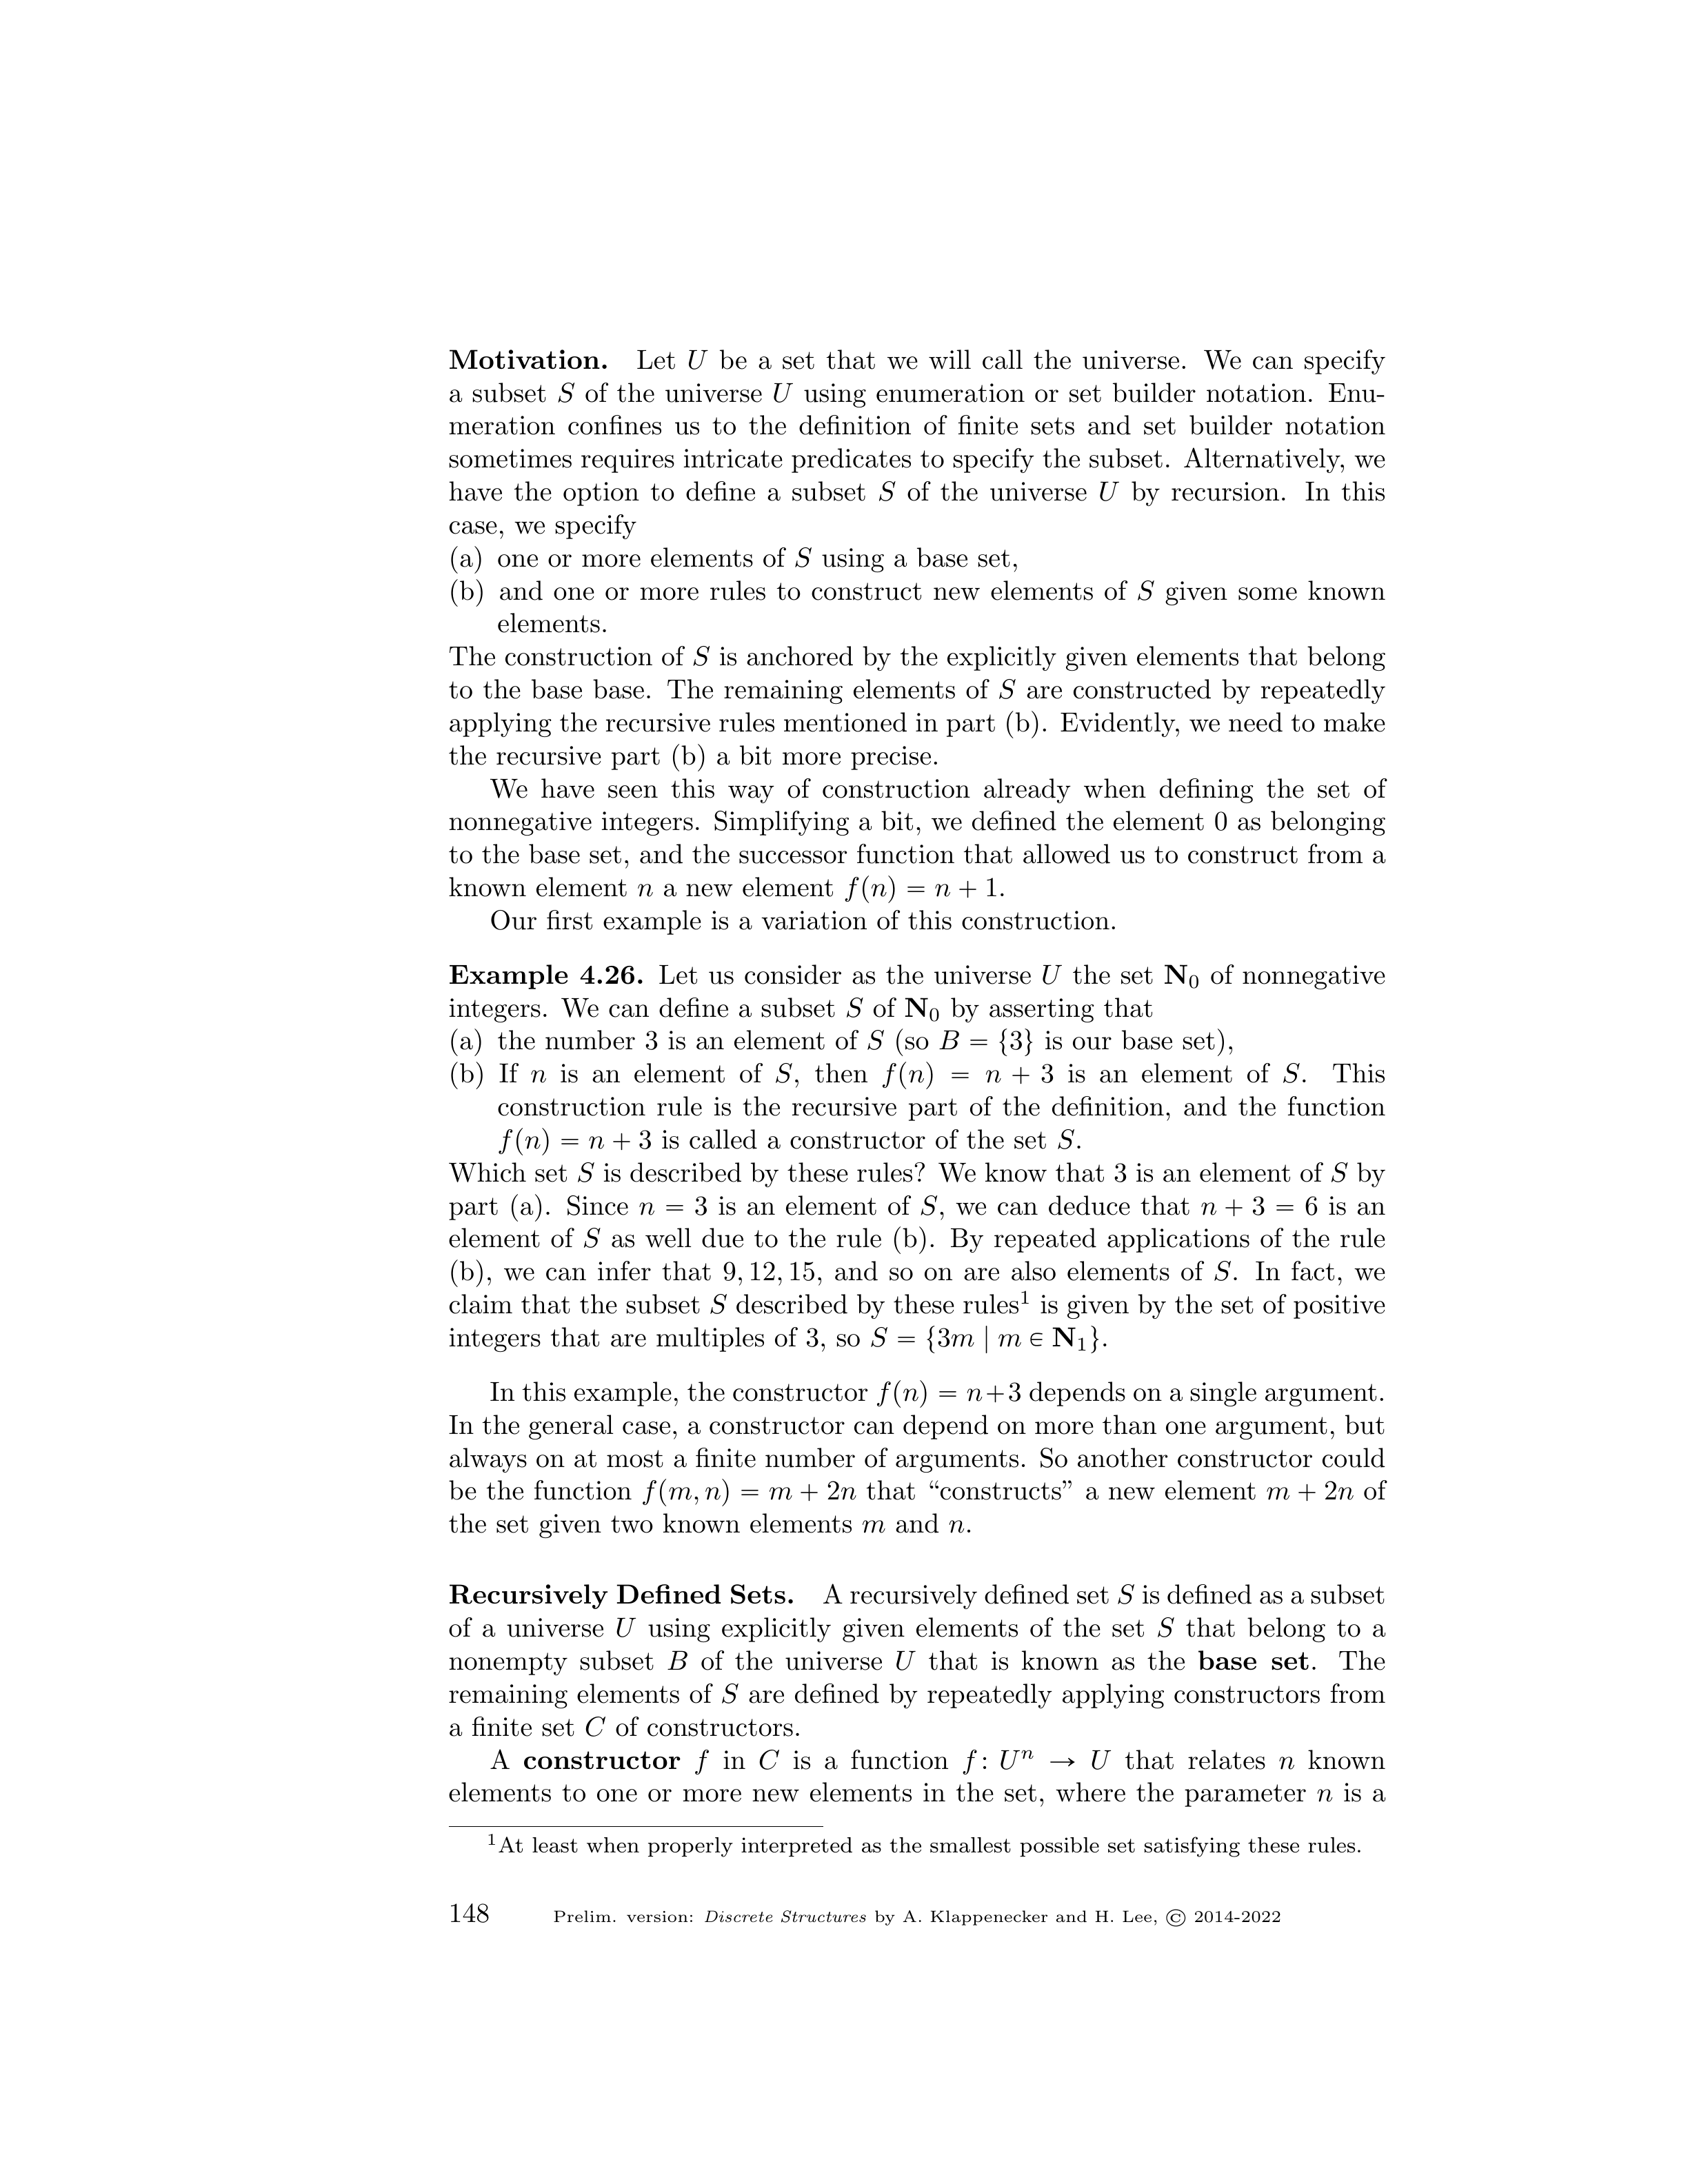 Motivation. Let U be a set that we will call the universe. We can specify
a subset S of the universe U using enumeration or set builder notation. Enu-
meration confines us to the definition of finite sets and set builder notation
sometimes requires intricate predicates to specify the subset. Alternatively, we
have the option to define a subset S of the universe U by recursion. In this
case, we specify
(a) one or more elements of S using a base set,
(b) and one or more rules to construct new elements of S given some known
elements.
The construction of S is anchored by the explicitly given elements that belong
to the base base. The remaining elements of S are constructed by repeatedly
applying the recursive rules mentioned in part (b). Evidently, we need to make
the recursive part (b) a bit more precise.
We have seen this way of construction already when defining the set of
nonnegative integers. Simplifying a bit, we defined the element 0 as belonging
to the base set, and the successor function that allowed us to construct from a
known element n a new element f(n) = n + 1.
Our first example is a variation of this construction.
Example 4.26. Let us consider as the universe U the set N₀ of nonnegative
integers. We can define a subset S of N₀ by asserting that
(a) the number 3 is an element of S (so B = {3} is our base set),
(b) If n is an element of S, then f(n) = n + 3 is an element of S. This
construction rule is the recursive part of the definition, and the function
f(n) = n + 3 is called a constructor of the set S.
Which set S is described by these rules? We know that 3 is an element of S by
part (a). Since n = 3 is an element of S, we can deduce that n + 3 = 6 is an
element of S as well due to the rule (b). By repeated applications of the rule
(b), we can infer that 9, 12, 15, and so on are also elements of S. In fact, we
claim that the subset S described by these rules¹ is given by the set of positive
integers that are multiples of 3, so S = {3m | m ∈ N₁}.
In this example, the constructor f(n) = n+3 depends on a single argument.
In the general case, a constructor can depend on more than one argument, but
always on at most a finite number of arguments. So another constructor could
be the function f(m, n) = m + 2n that “constructs” a new element m + 2n of
the set given two known elements m and n.
Recursively Defined Sets. A recursively defined set S is defined as a subset
of a universe U using explicitly given elements of the set S that belong to a
nonempty subset B of the universe U that is known as the base set. The
remaining elements of S are defined by repeatedly applying constructors from
a finite set C of constructors.
A constructor f in C is a function f: Uⁿ → U that relates n known
elements to one or more new elements in the set, where the parameter n is a
¹At least when properly interpreted as the smallest possible set satisfying these rules.
148 Prelim. version: Discrete Structures by A. Klappenecker and H. Lee, © 2014-2022